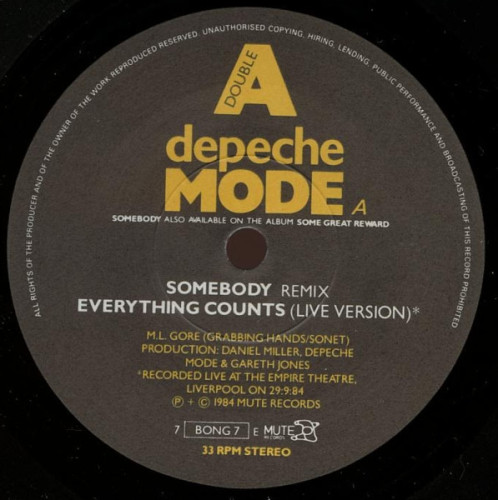 ALL RIGHTS OF THE PRODUCER AND OF THE OWNER OF THE WORK REPRODUCED RESERVED. UNAUTHORISED COPYING, HIRING, LENDING, PUBLIC PERFORMANCE AND BROADCASTING OF THIS RECORD PROHIBITED
DOUBLE A
depeche
MODE A
SOMEBODY ALSO AVAILABLE ON THE ALBUM SOME GREAT REWARD
SOMEBODY REMIX
EVERYTHING COUNTS (LIVE VERSION)*
M.L. GORE (GRABBING HANDS/SONET)
PRODUCTION: DANIEL MILLER, DEPECHE
MODE & GARETH JONES
*RECORDED LIVE AT THE EMPIRE THEATRE,
LIVERPOOL ON 29:9:84
Ⓟ + © 1984 MUTE RECORDS
7 BONG 7 E MUTE
RECORDS
33 RPM STEREO